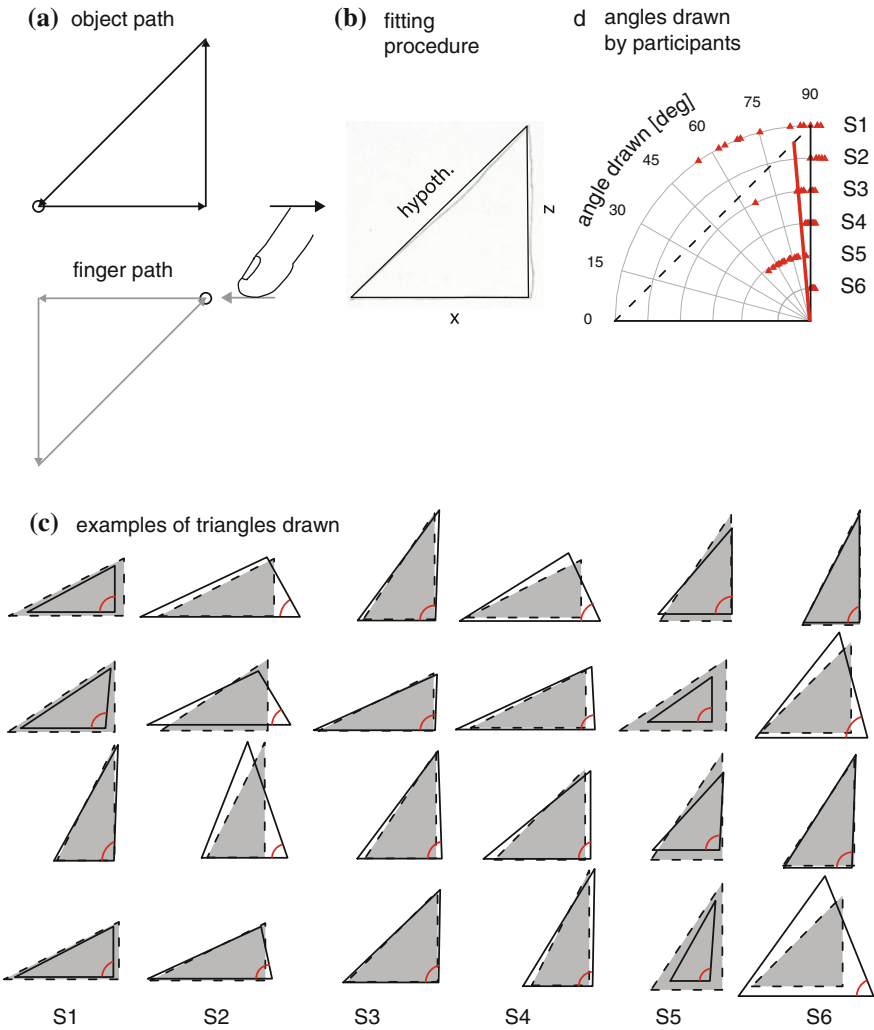 (a) object path
(b) fitting
procedure
d angles drawn
by participants
finger path
hypoth.
x
z
angle drawn [deg]
0
15
30
45
60
75
90
S1
S2
S3
S4
S5
S6
(c) examples of triangles drawn
S1 S2 S3 S4 S5 S6